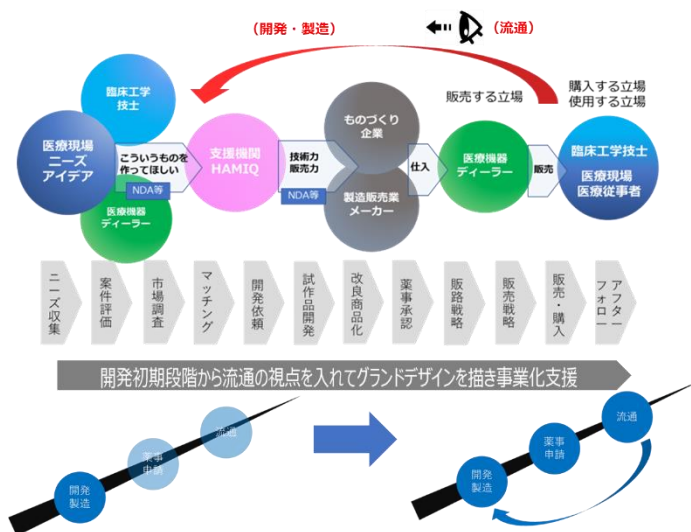 （開発・製造）
（流通）
販売する立場
購入する立場
使用する立場
臨床工学
技士
医療現場
ニーズ
アイデア
医療機器
ディーラー
こういうものを
作ってほしい
NDA等
支援機関
HAMIQ
技術力
販売力
NDA等
ものづくり
企業
製造販売業
メーカー
仕入
医療機器
ディーラー
販売
臨床工学技士
医療現場
医療従事者
ニーズ収集
案件評価
市場調査
マッチング
開発依頼
試作品開発
改良商品化
薬事承認
販路戦略
販売戦略
販売・購入
アフター
フォロー
開発初期段階から流通の視点を入れてグランドデザインを描き事業化支援
開発
製造
薬事
申請
流通
開発
製造
薬事
申請
流通